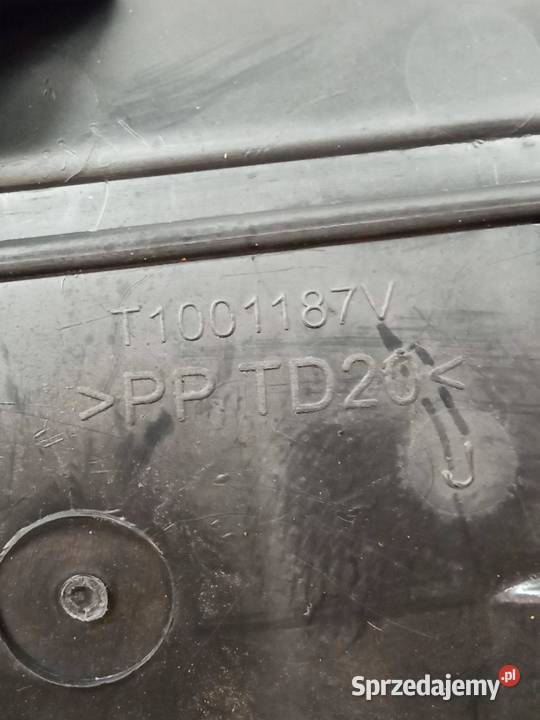 T1001187V
>PP TD20<
Sprzedajemy.pl